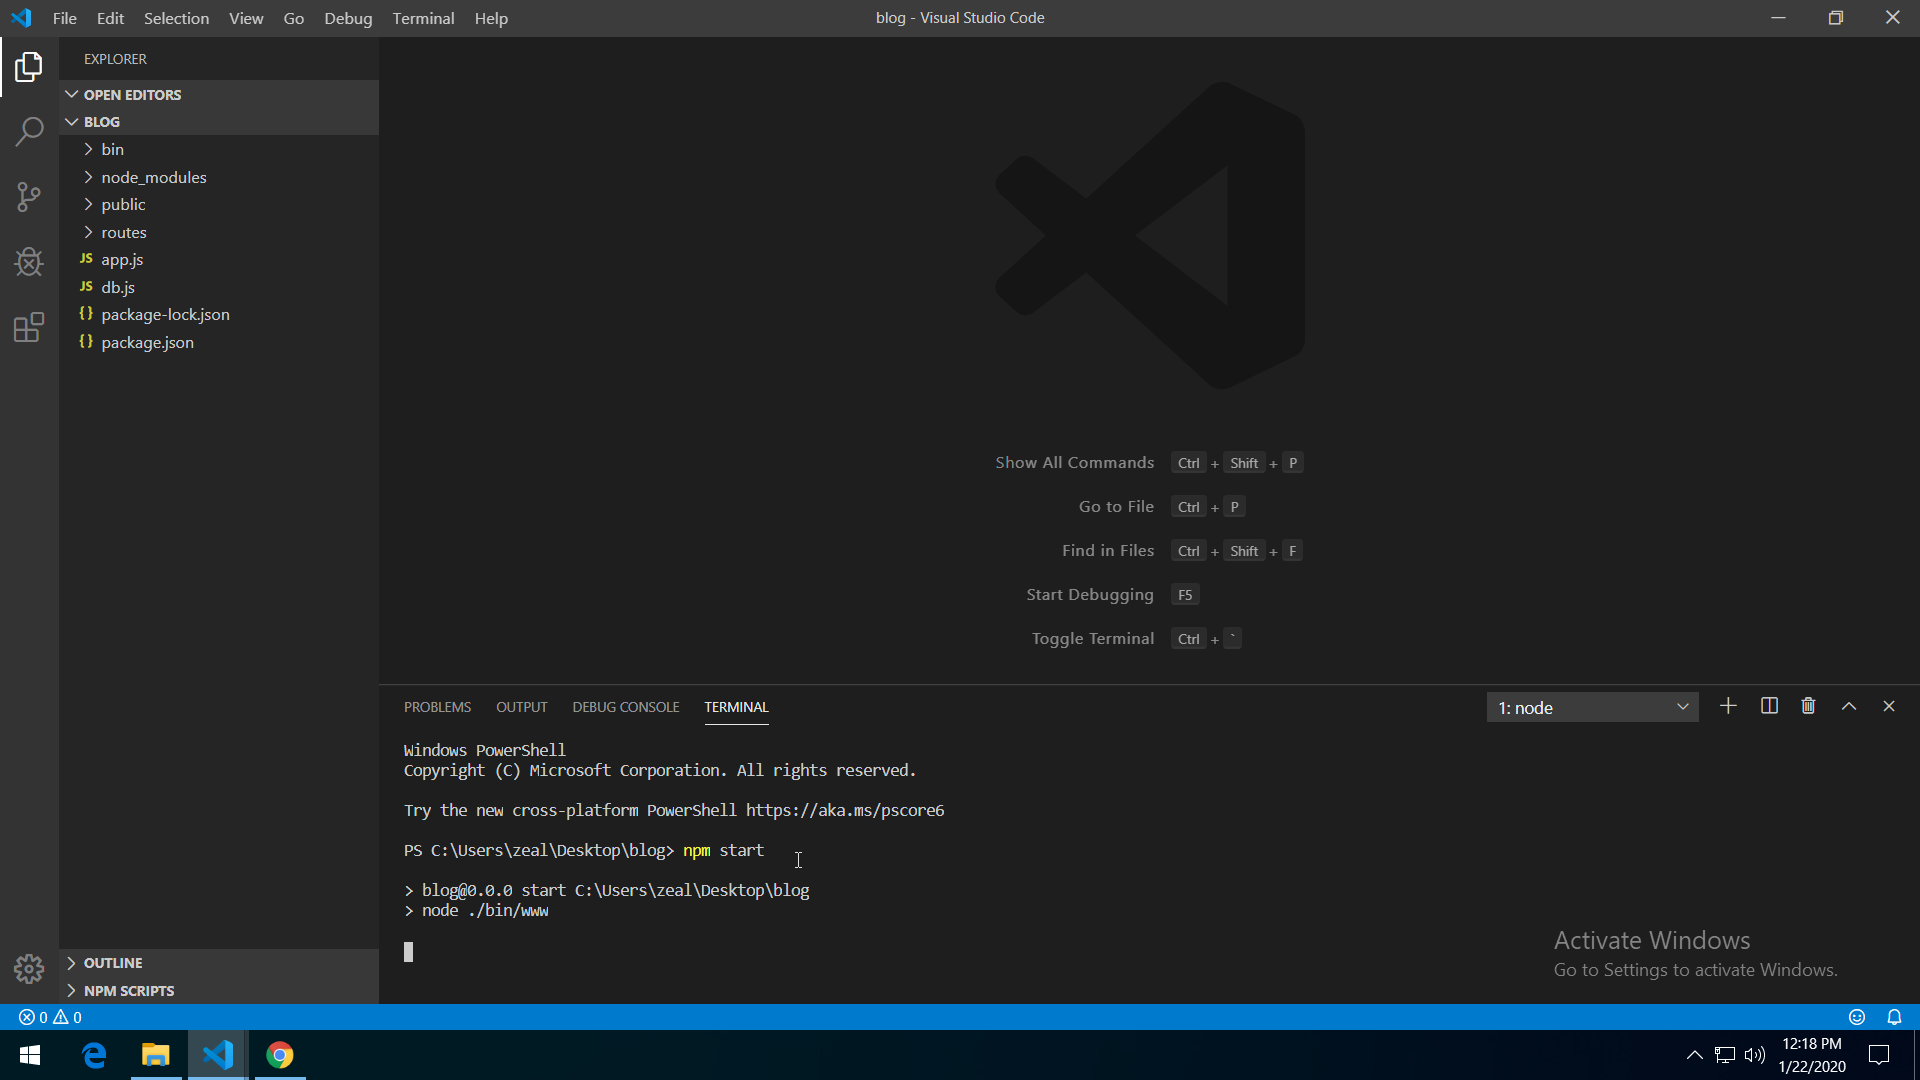 File Edit Selection View Go Debug Terminal Help
blog - Visual Studio Code
EXPLORER
OPEN EDITORS
BLOG
bin
node_modules
public
routes
JS app.js
JS db.js
{} package-lock.json
{} package.json
OUTLINE
NPM SCRIPTS
Show All Commands Ctrl + Shift + P
Go to File Ctrl + P
Find in Files Ctrl + Shift + F
Start Debugging F5
Toggle Terminal Ctrl + `
PROBLEMS OUTPUT DEBUG CONSOLE TERMINAL
1: node
Windows PowerShell
Copyright (C) Microsoft Corporation. All rights reserved.
Try the new cross-platform PowerShell https://aka.ms/pscore6
PS C:\Users\zeal\Desktop\blog> npm start
> blog@0.0.0 start C:\Users\zeal\Desktop\blog
> node ./bin/www
Activate Windows
Go to Settings to activate Windows.
0 0
12:18 PM
1/22/2020